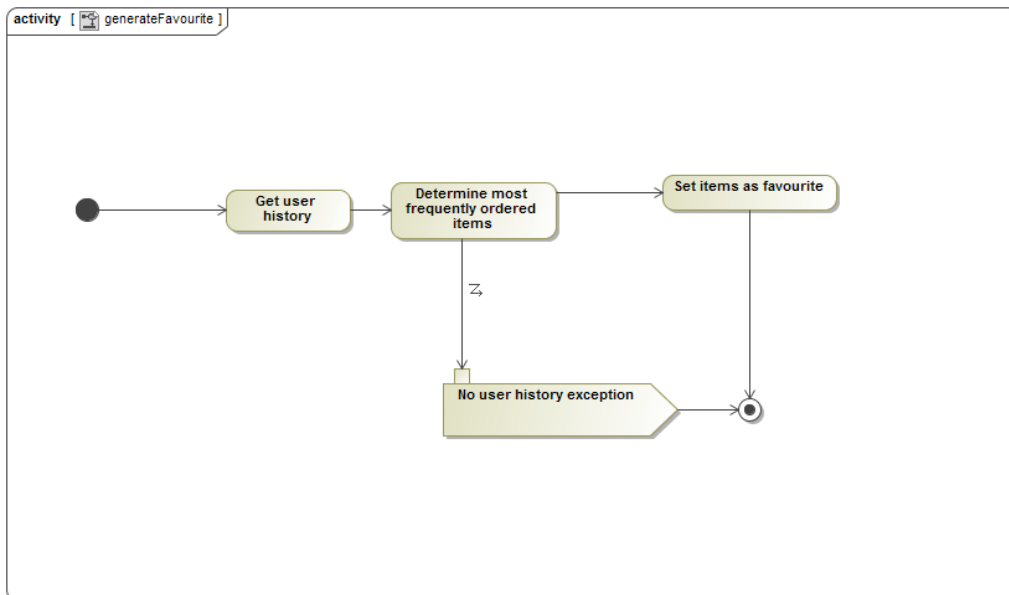 activity [ generateFavourite ]
Get user
history
Determine most
frequently ordered
items
Set items as favourite
No user history exception